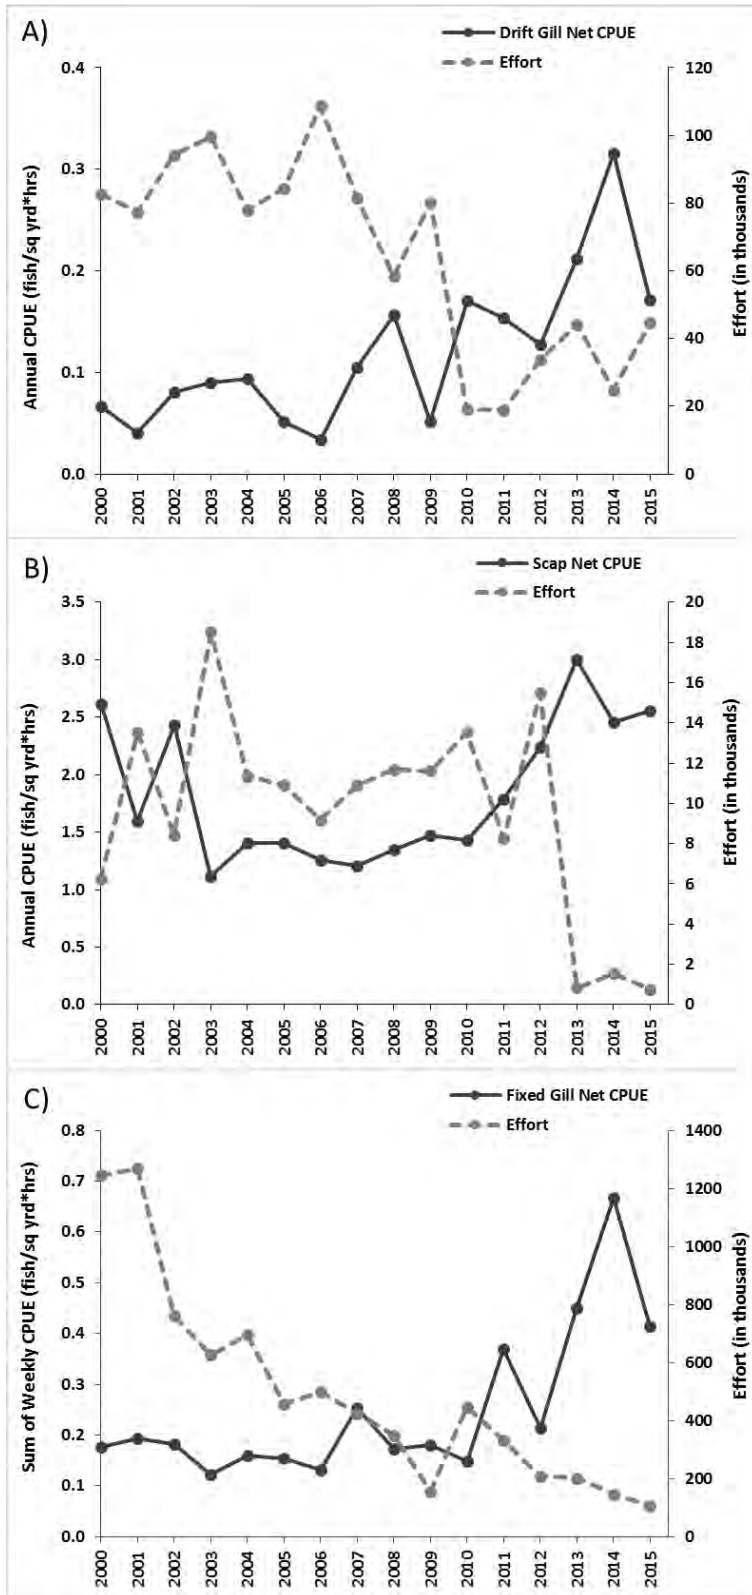 A)
Drift Gill Net CPUE
Effort
Annual CPUE (fish/sq yrd*hrs)
0.4
0.3
0.2
0.1
0.0
120
100
80
60
40
20
0
Effort (in thousands)
2000 2001 2002 2003 2004 2005 2006 2007 2008 2009 2010 2011 2012 2013 2014 2015
B)
Scap Net CPUE
Effort
Annual CPUE (fish/sq yrd*hrs)
3.5
3.0
2.5
2.0
1.5
1.0
0.5
0.0
20
18
16
14
12
10
8
6
4
2
0
Effort (in thousands)
2000 2001 2002 2003 2004 2005 2006 2007 2008 2009 2010 2011 2012 2013 2014 2015
C)
Fixed Gill Net CPUE
Effort
Sum of Weekly CPUE (fish/sq yrd*hrs)
0.8
0.7
0.6
0.5
0.4
0.3
0.2
0.1
0.0
1400
1200
1000
800
600
400
200
0
Effort (in thousands)
2000 2001 2002 2003 2004 2005 2006 2007 2008 2009 2010 2011 2012 2013 2014 2015